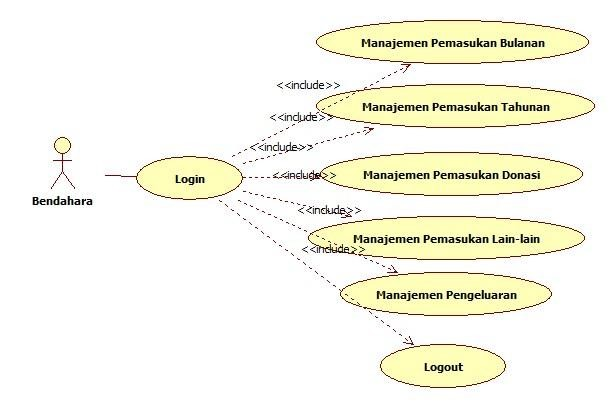 Manajemen Pemasukan Bulanan
<<include>>
Manajemen Pemasukan Tahunan
<<include>>
<<include>>
Bendahara
Login
<<include>>
Manajemen Pemasukan Donasi
<<include>>
Manajemen Pemasukan Lain-lain
<<include>>
Manajemen Pengeluaran
Logout